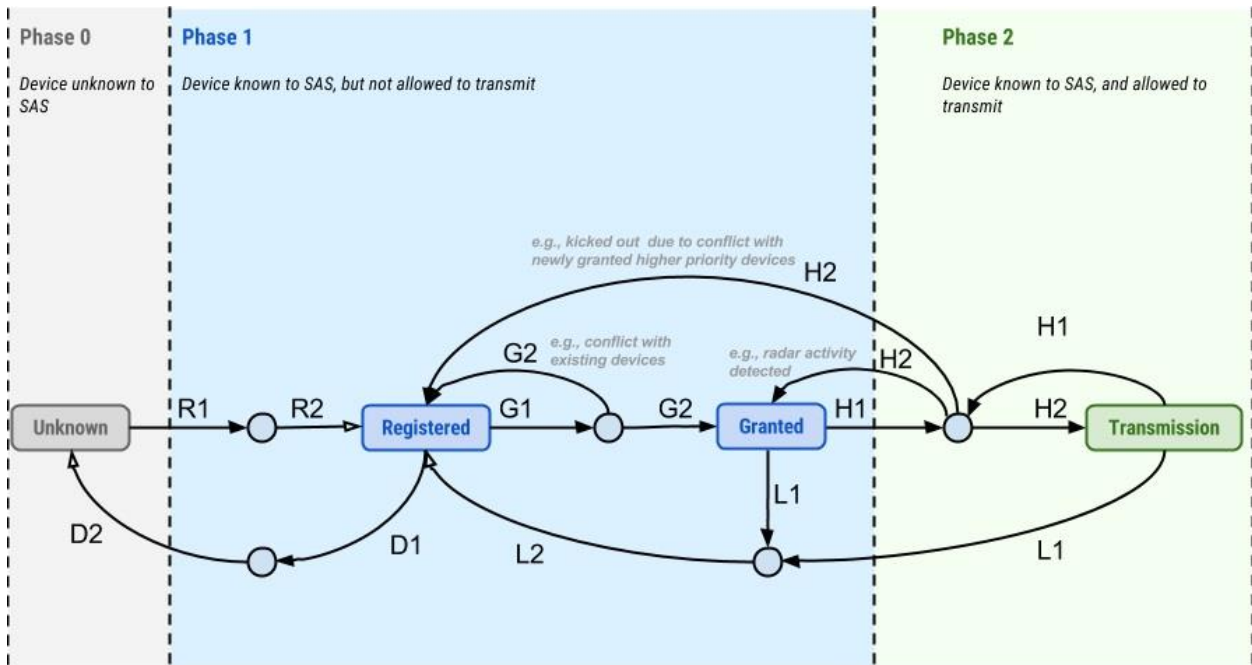 Phase 0
Device unknown to
SAS
Phase 1
Device known to SAS, but not allowed to transmit
Phase 2
Device known to SAS, and allowed to
transmit
e.g., kicked out due to conflict with
newly granted higher priority devices
H2
H1
G2
e.g., conflict with
existing devices
e.g., radar activity
detected
H2
Unknown
R1
R2
Registered
G1
G2
Granted
H1
H2
Transmission
L1
D2
D1
L2
L1